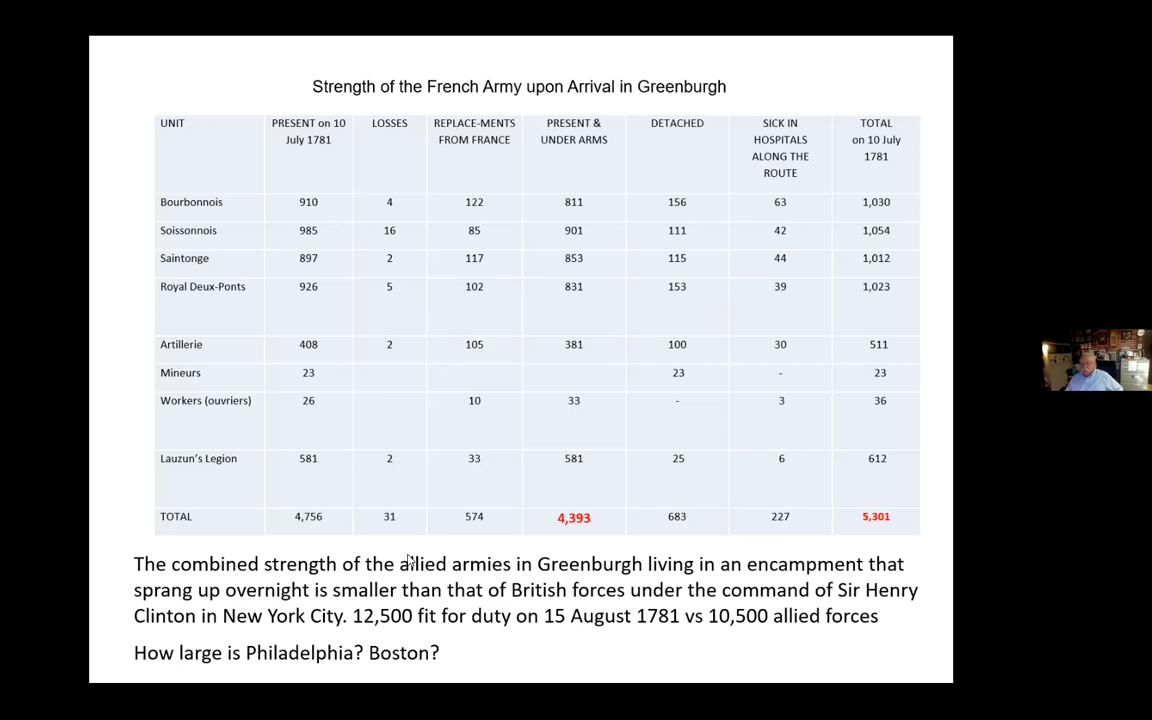 Strength of the French Army upon Arrival in Greenburgh
UNIT PRESENT on 10 July 1781 LOSSES REPLACE-MENTS FROM FRANCE PRESENT & UNDER ARMS DETACHED SICK IN HOSPITALS ALONG THE ROUTE TOTAL on 10 July 1781
Bourbonnois 910 4 122 811 156 63 1,030
Soissonnois 985 16 85 901 111 42 1,054
Saintonge 897 2 117 853 115 44 1,012
Royal Deux-Ponts 926 5 102 831 153 39 1,023
Artillerie 408 2 105 381 100 30 511
Mineurs 23 23 - 23
Workers (ouvriers) 26 10 33 - 3 36
Lauzun's Legion 581 2 33 581 25 6 612
TOTAL 4,756 31 574 4,393 683 227 5,301
The combined strength of the allied armies in Greenburgh living in an encampment that
sprang up overnight is smaller than that of British forces under the command of Sir Henry
Clinton in New York City. 12,500 fit for duty on 15 August 1781 vs 10,500 allied forces
How large is Philadelphia? Boston?